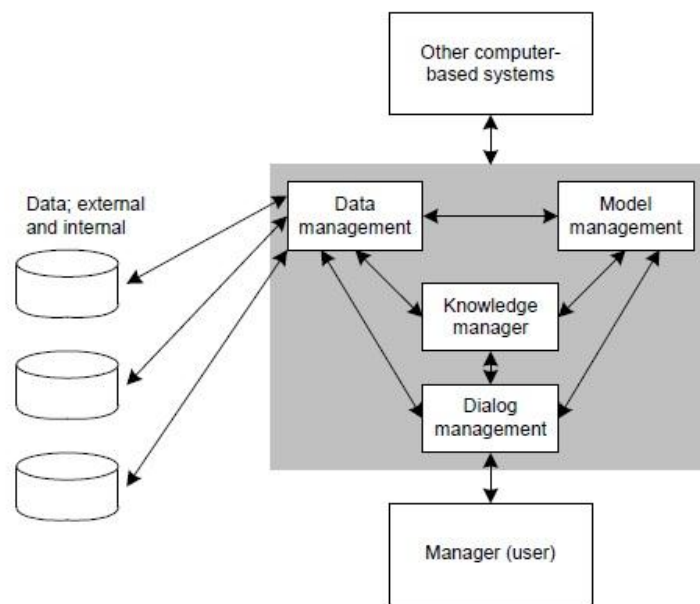 Other computer-
based systems
Data; external
and internal
Data
management
Model
management
Knowledge
manager
Dialog
management
Manager (user)